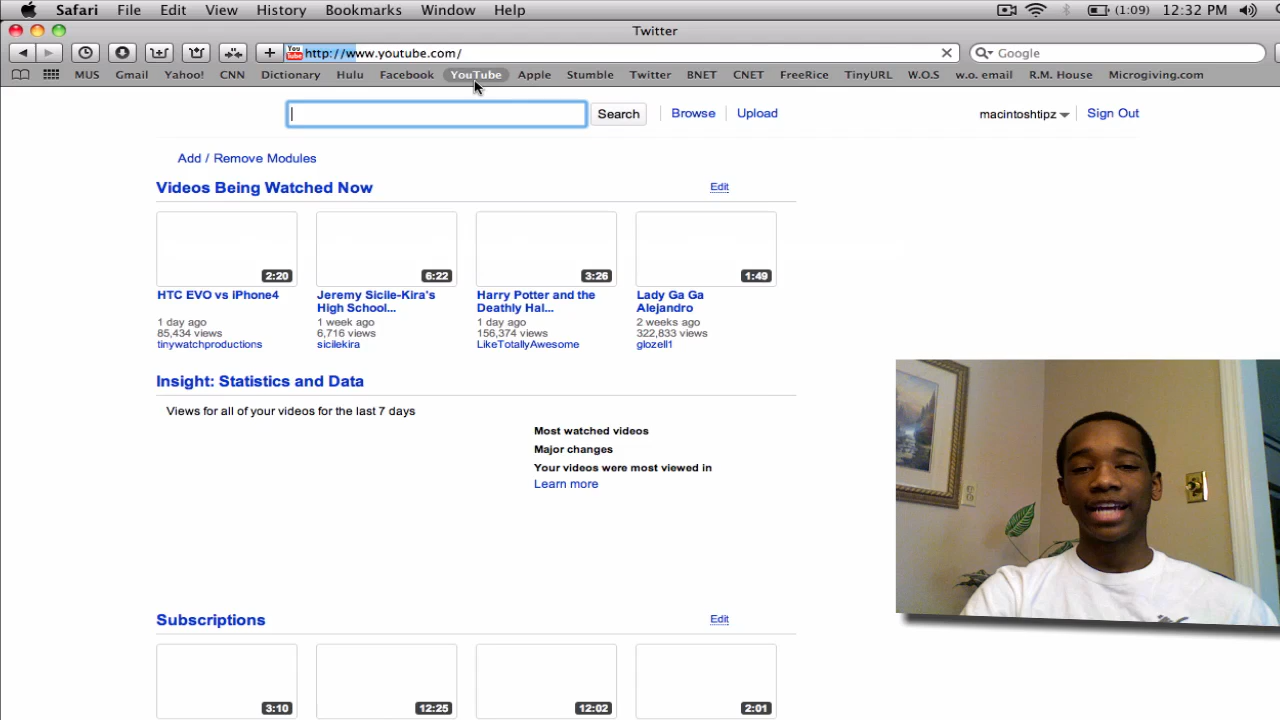 Safari File Edit View History Bookmarks Window Help (1:09) 12:32 PM
Twitter
You Tube http://www.youtube.com/ Google
MUS Gmail Yahoo! CNN Dictionary Hulu Facebook YouTube Apple Stumble Twitter BNET CNET FreeRice TinyURL W.O.S w.o. email R.M. House Microgiving.com
Search Browse Upload macintoshtipz Sign Out
Add / Remove Modules
Videos Being Watched Now Edit
2:20 6:22 3:26 1:49
HTC EVO vs iPhone4
1 day ago
85,434 views
tinywatchproductions
Jeremy Sicile-Kira's
High School...
1 week ago
6,716 views
sicilekira
Harry Potter and the
Deathly Hal...
1 day ago
156,374 views
LikeTotallyAwesome
Lady Ga Ga
Alejandro
2 weeks ago
322,833 views
glozell1
Insight: Statistics and Data
Views for all of your videos for the last 7 days
Most watched videos
Major changes
Your videos were most viewed in
Learn more
Subscriptions Edit
3:10 12:25 12:02 2:01